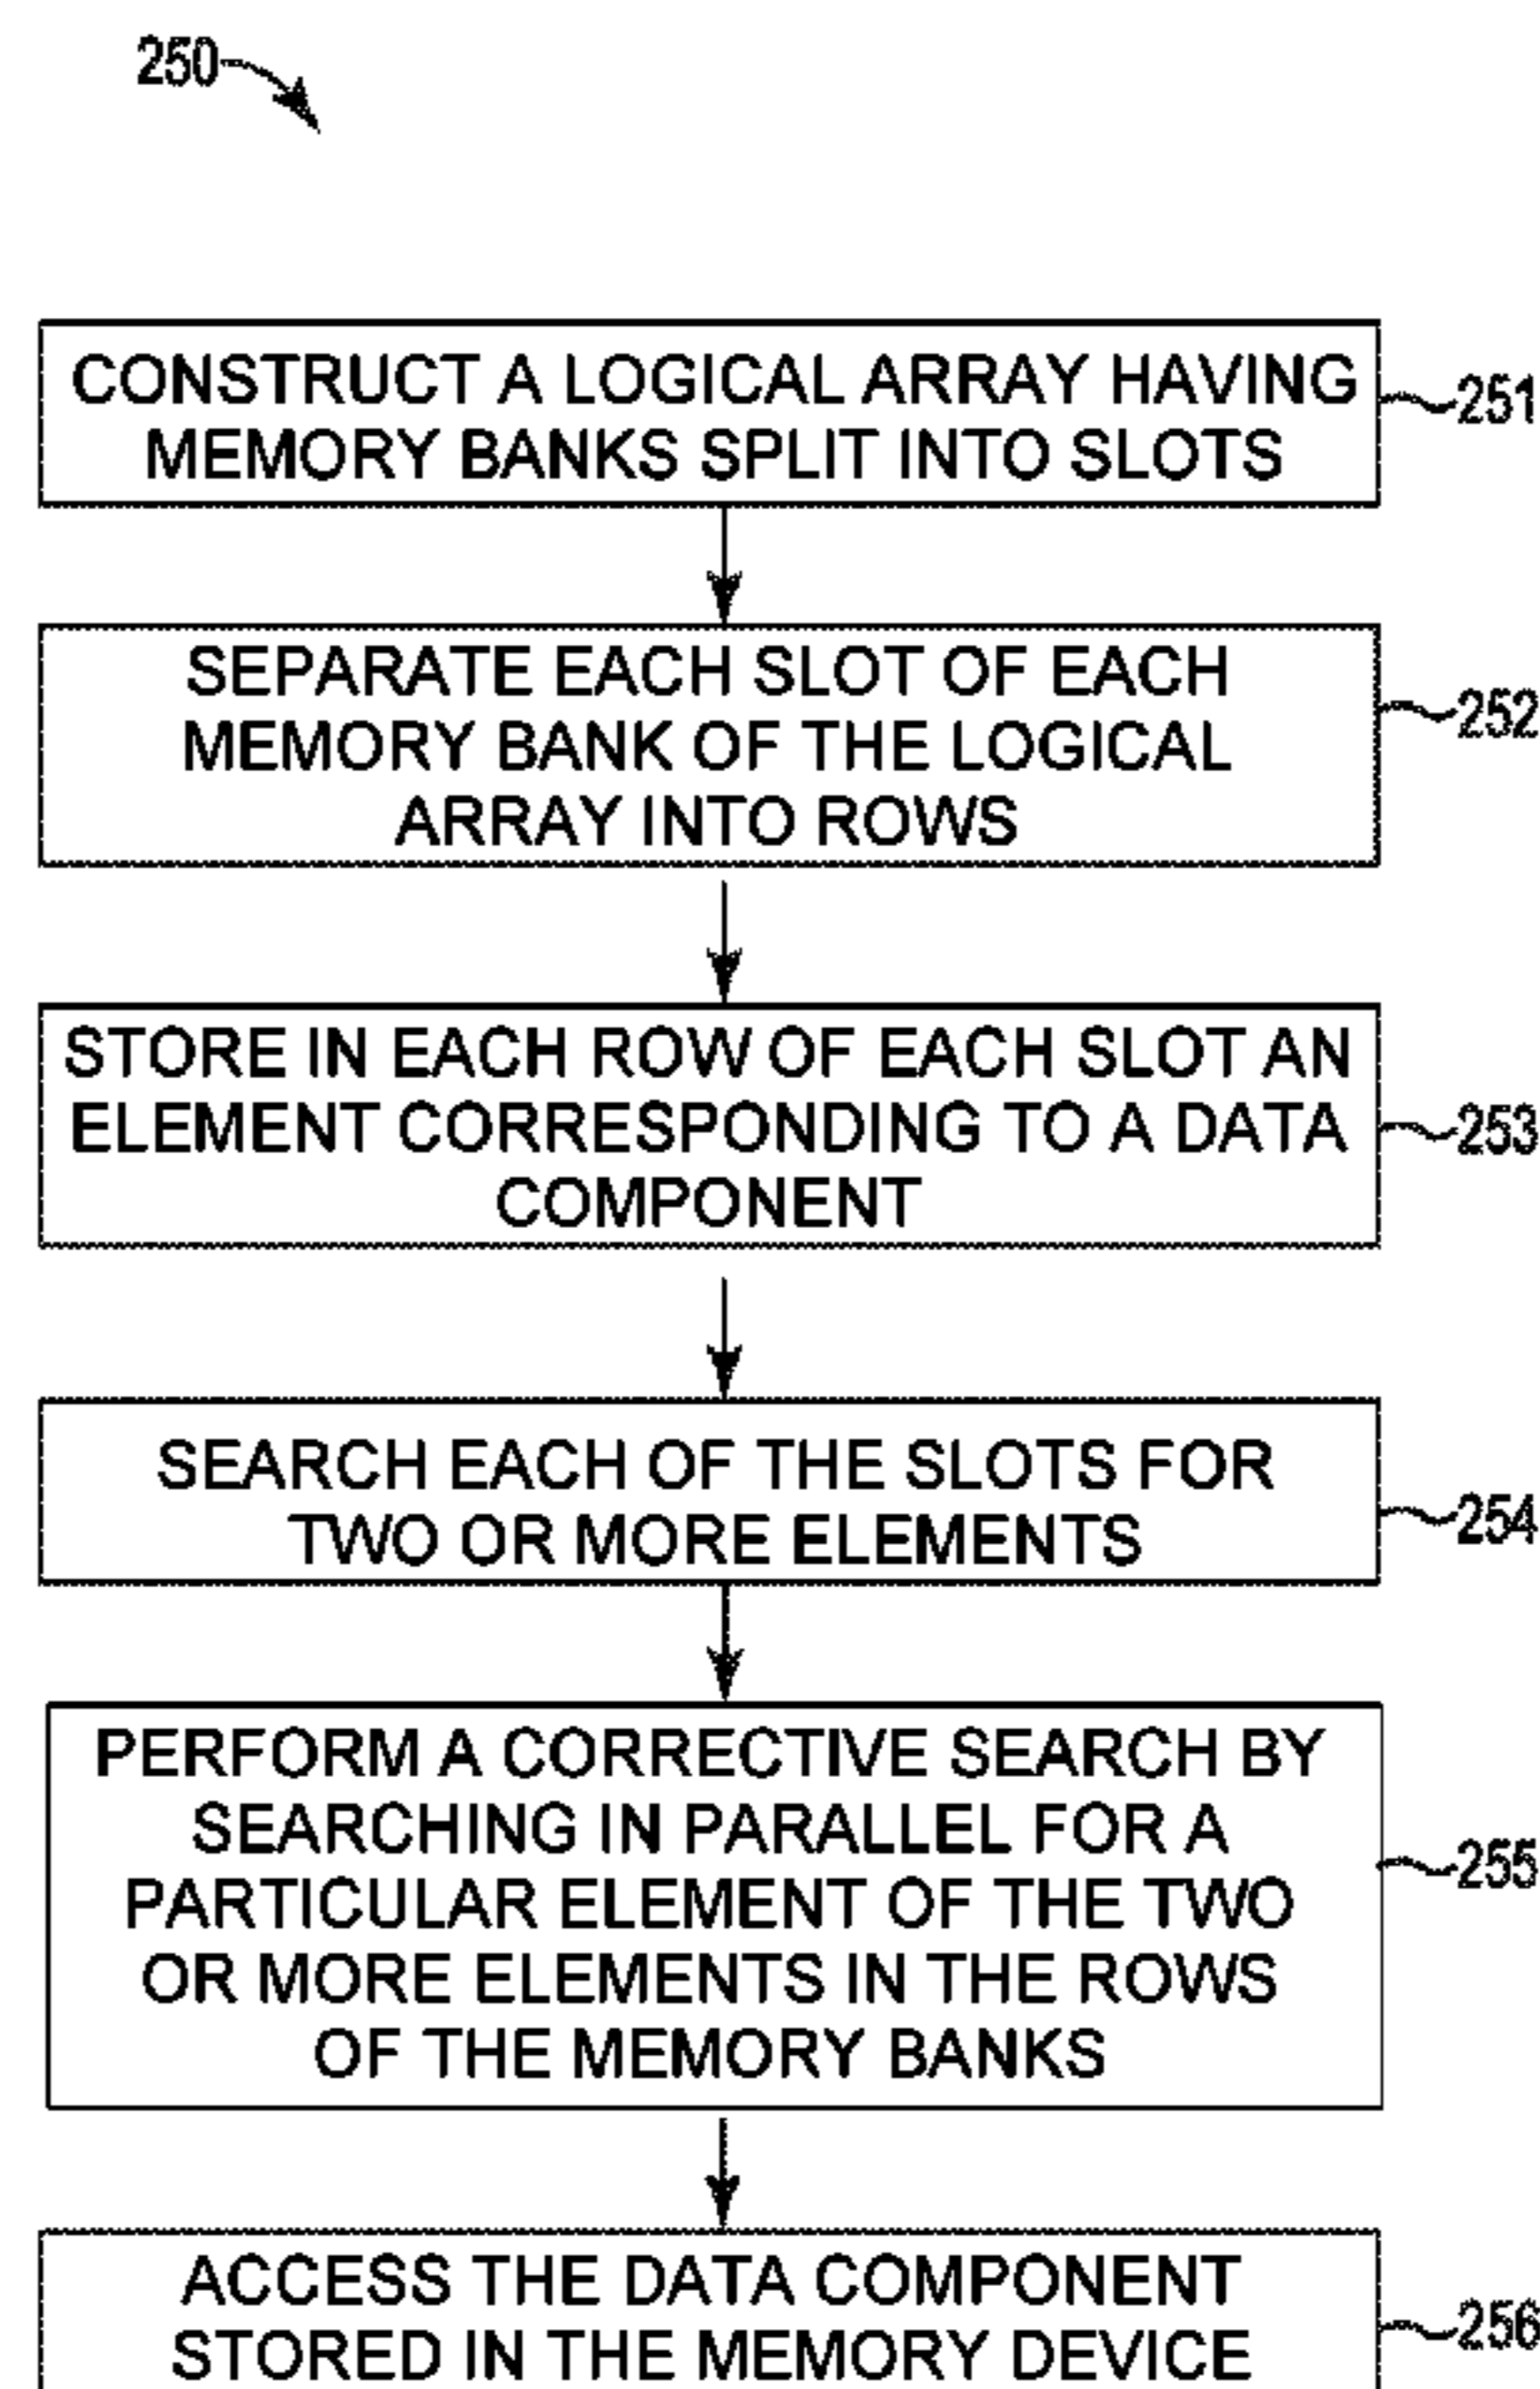 250
CONSTRUCT A LOGICAL ARRAY HAVING
MEMORY BANKS SPLIT INTO SLOTS
251
SEPARATE EACH SLOT OF EACH
MEMORY BANK OF THE LOGICAL
ARRAY INTO ROWS
252
STORE IN EACH ROW OF EACH SLOT AN
ELEMENT CORRESPONDING TO A DATA
COMPONENT
253
SEARCH EACH OF THE SLOTS FOR
TWO OR MORE ELEMENTS
254
PERFORM A CORRECTIVE SEARCH BY
SEARCHING IN PARALLEL FOR A
PARTICULAR ELEMENT OF THE TWO
OR MORE ELEMENTS IN THE ROWS
OF THE MEMORY BANKS
255
ACCESS THE DATA COMPONENT
STORED IN THE MEMORY DEVICE
256